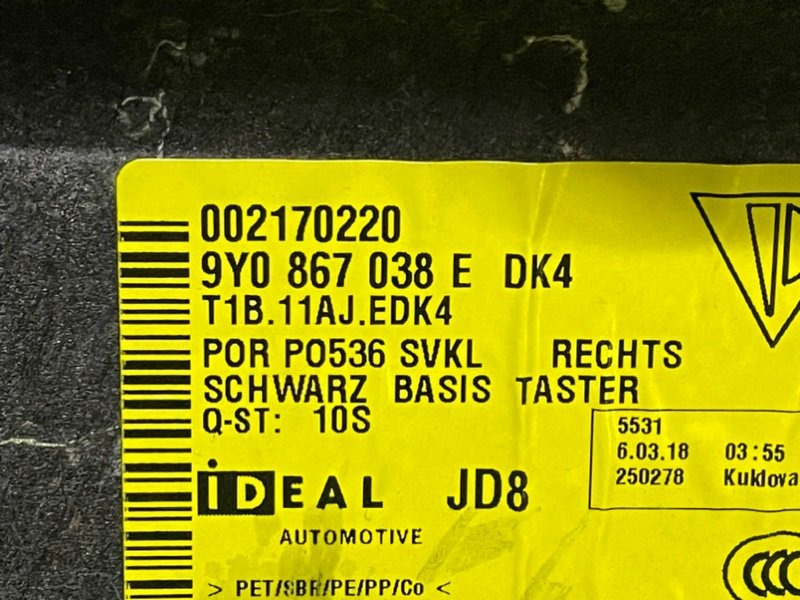 002170220
9Y0 867 038 E DK4
T1B.11AJ.EDK4
POR PO536 SVKL RECHTS
SCHWARZ BASIS TASTER
Q-ST: 10S
5531
6.03.18 03:55
250278 Kuklova
iDEAL JD8
AUTOMOTIVE
> PET/SBR/PE/PP/Co <
CCC